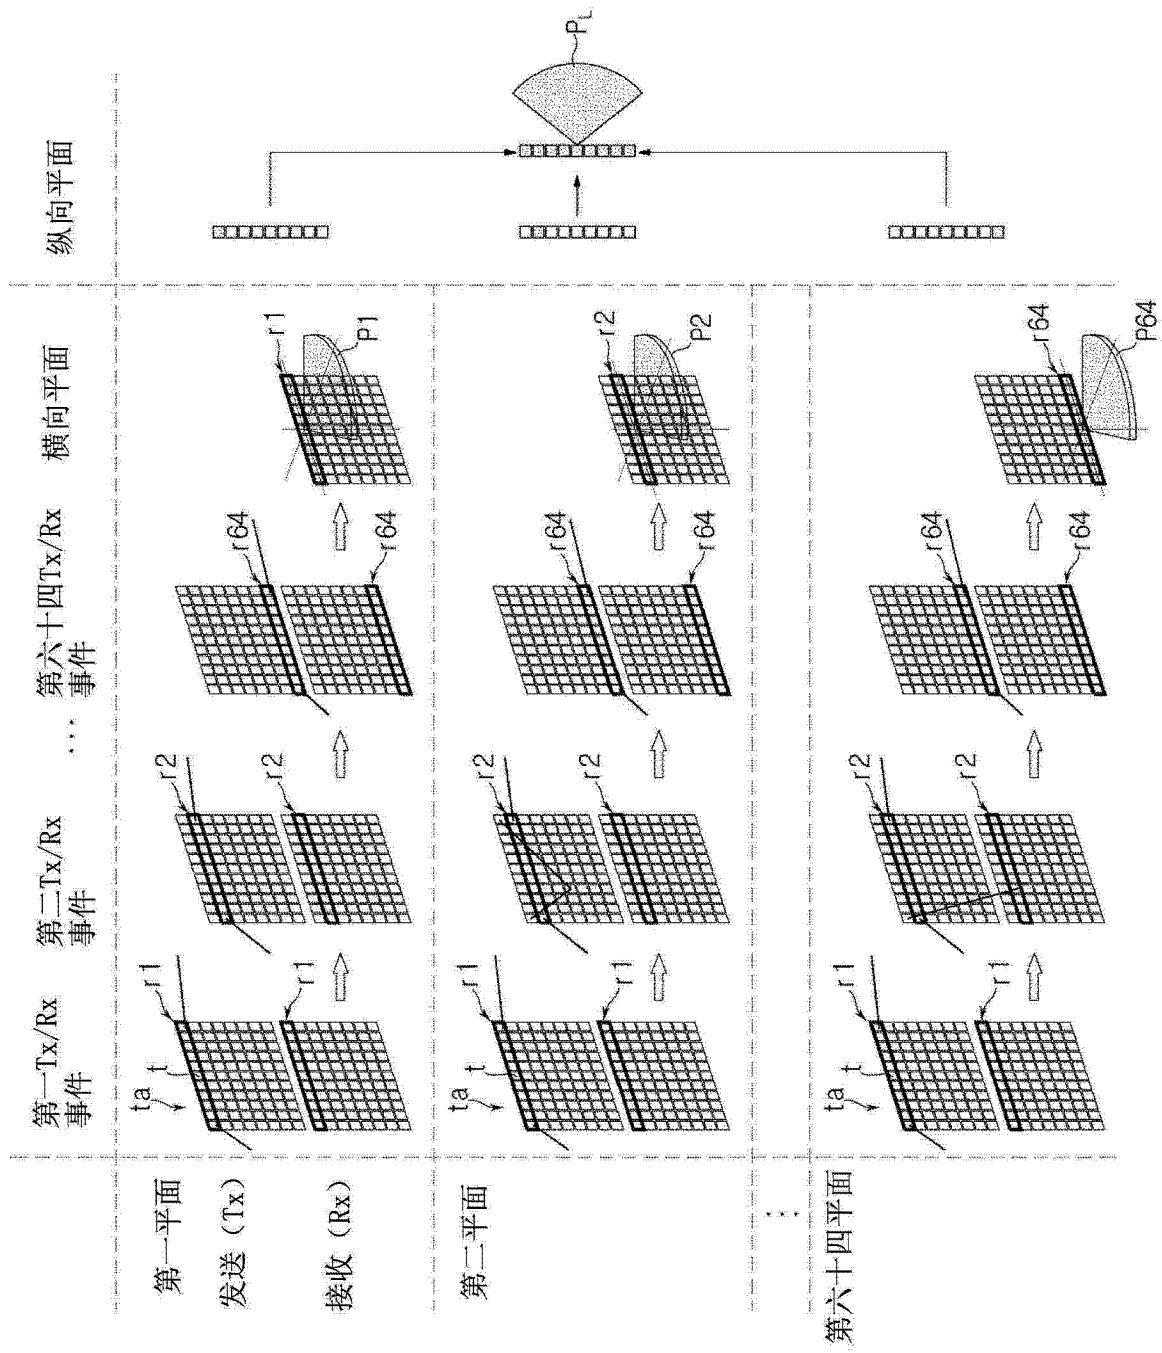 第一Tx/Rx
事件
第二Tx/Rx
事件
...
第六十四Tx/Rx
事件
横向平面
纵向平面
第一平面
发送(Tx)
接收(Rx)
ta
t
r1
r1
r2
r2
r64
r64
r1
P1
第二平面
ta
t
r1
r1
r2
r2
r64
r64
r2
P2
PL
...
第六十四平面
ta
t
r1
r1
r2
r2
r64
r64
r64
P64